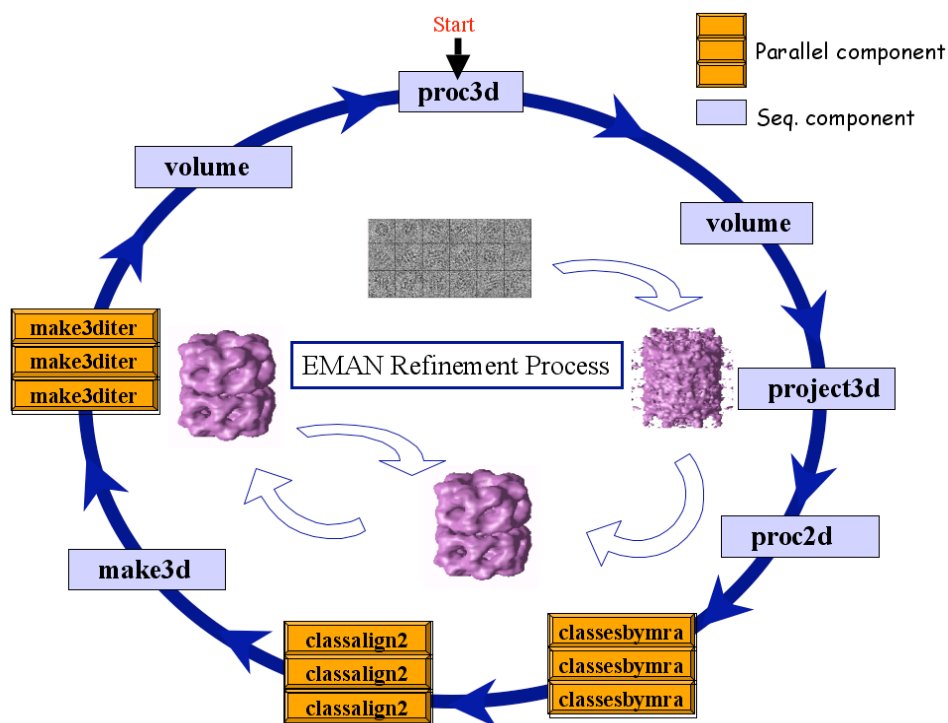 Start
proc3d
Parallel component
Seq. component
volume
volume
make3diter
make3diter
make3diter
EMAN Refinement Process
project3d
proc2d
make3d
classalign2
classalign2
classalign2
classesbymra
classesbymra
classesbymra